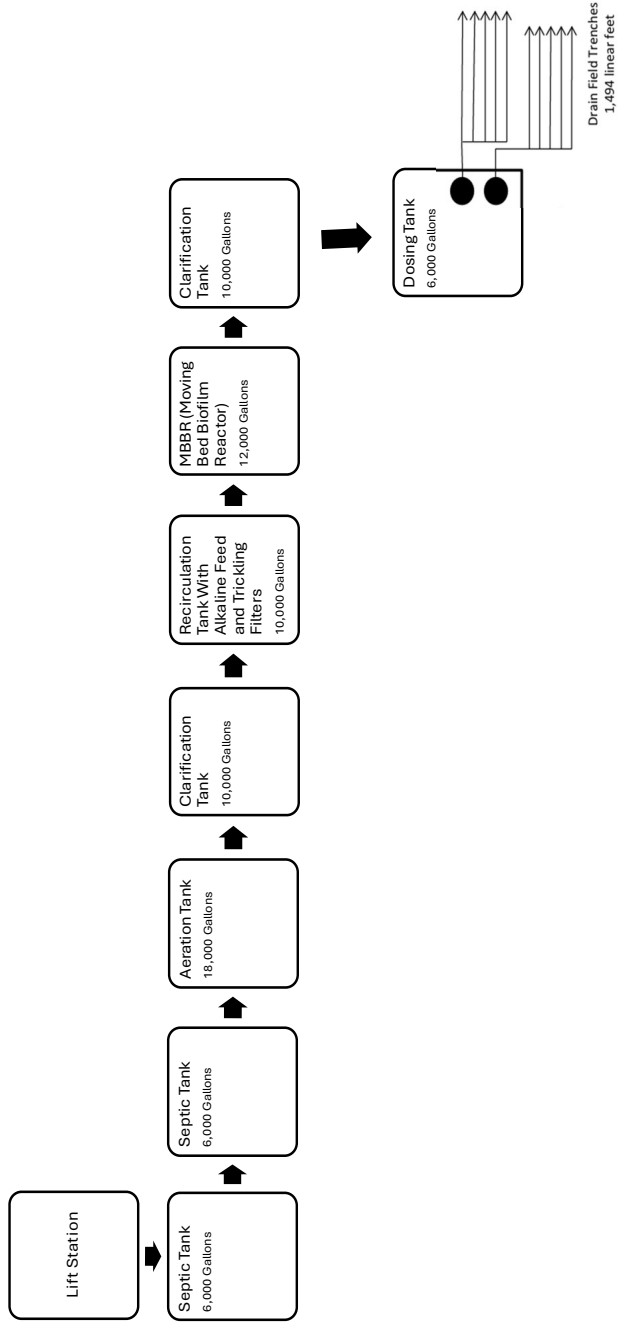 Lift Station
Septic Tank
6,000 Gallons
Septic Tank
6,000 Gallons
Aeration Tank
18,000 Gallons
Clarification
Tank
10,000 Gallons
Recirculation
Tank With
Alkaline Feed
and Trickling
Filters
10,000 Gallons
MBBR (Moving
Bed Biofilm
Reactor)
12,000 Gallons
Clarification
Tank
10,000 Gallons
Dosing Tank
6,000 Gallons
Drain Field Trenches
1,494 linear feet